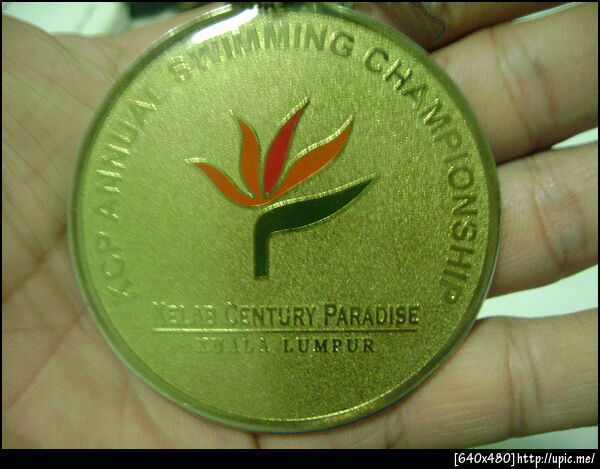 KCP ANNUAL SWIMMING CHAMPIONSHIP
KELAB CENTURY PARADISE
KUALA LUMPUR
[640x480]http://upic.me/